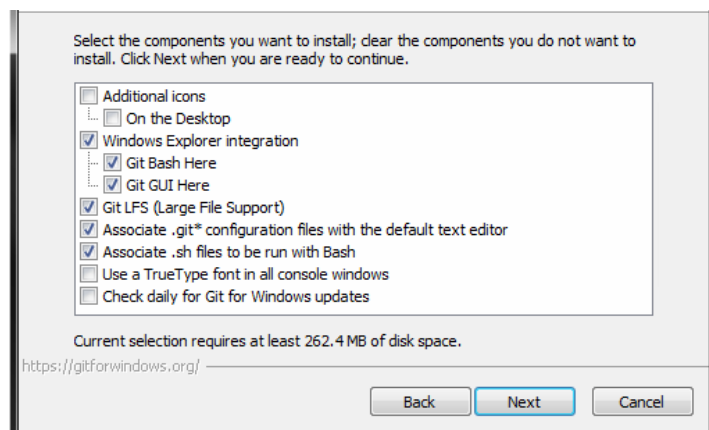 Select the components you want to install; clear the components you do not want to
install. Click Next when you are ready to continue.
Additional icons
On the Desktop
Windows Explorer integration
Git Bash Here
Git GUI Here
Git LFS (Large File Support)
Associate .git* configuration files with the default text editor
Associate .sh files to be run with Bash
Use a TrueType font in all console windows
Check daily for Git for Windows updates
Current selection requires at least 262.4 MB of disk space.
https://gitforwindows.org/
Back Next Cancel